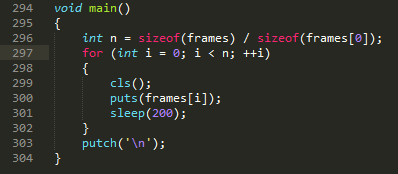 294 void main()
295 {
296     int n = sizeof(frames) / sizeof(frames[0]);
297     for (int i = 0; i < n; ++i)
298     {
299         cls();
300         puts(frames[i]);
301         sleep(200);
302     }
303     putch('\n');
304 }